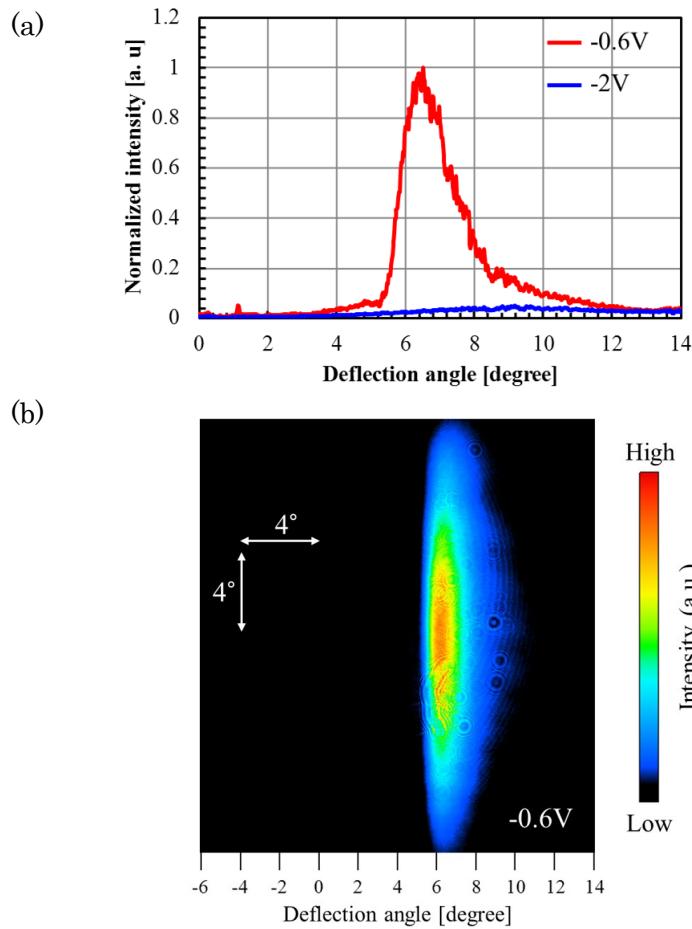 (a)
1.2
1
0.8
0.6
0.4
0.2
0
Normalized intensity [a. u]
-0.6V
-2V
0 2 4 6 8 10 12 14
Deflection angle [degree]
(b)
4°
4°
-0.6V
High
Intensity (a.u.)
Low
-6 -4 -2 0 2 4 6 8 10 12 14
Deflection angle [degree]